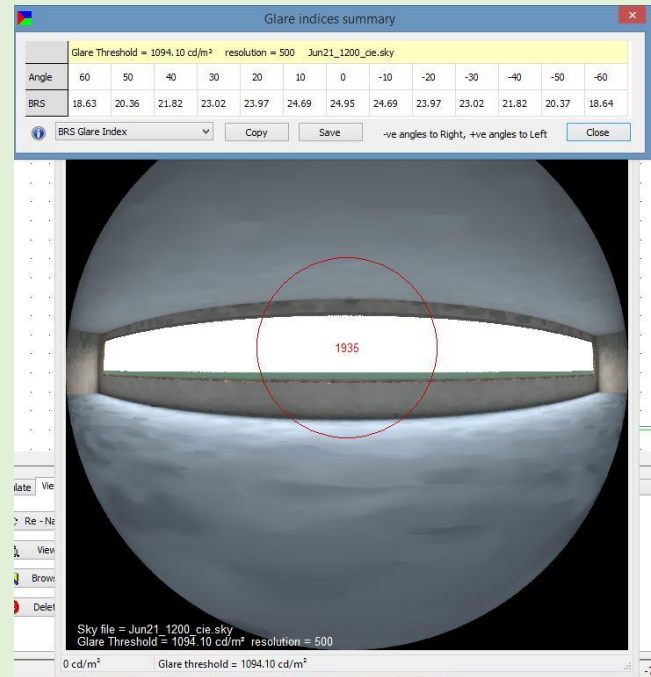 Glare indices summary
Glare Threshold = 1094.10 cd/m² resolution = 500 Jun21_1200_cie.sky
Angle 60 50 40 30 20 10 0 -10 -20 -30 -40 -50 -60
BRS 18.63 20.36 21.82 23.02 23.97 24.69 24.95 24.69 23.97 23.02 21.82 20.37 18.64
BRS Glare Index Copy Save -ve angles to Right, +ve angles to Left Close
1935
Re - Na
View
Brows
Delet
Sky file = Jun21_1200_cie.sky
Glare Threshold = 1094.10 cd/m² resolution = 500
0 cd/m² Glare threshold = 1094.10 cd/m²